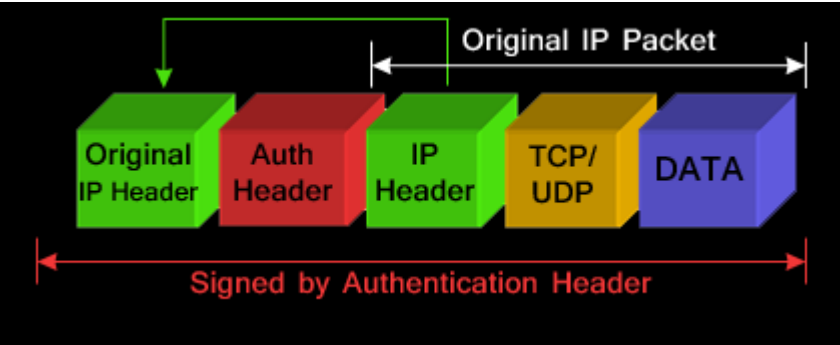 Original IP Packet
Original
IP Header
Auth
Header
IP
Header
TCP/
UDP
DATA
Signed by Authentication Header